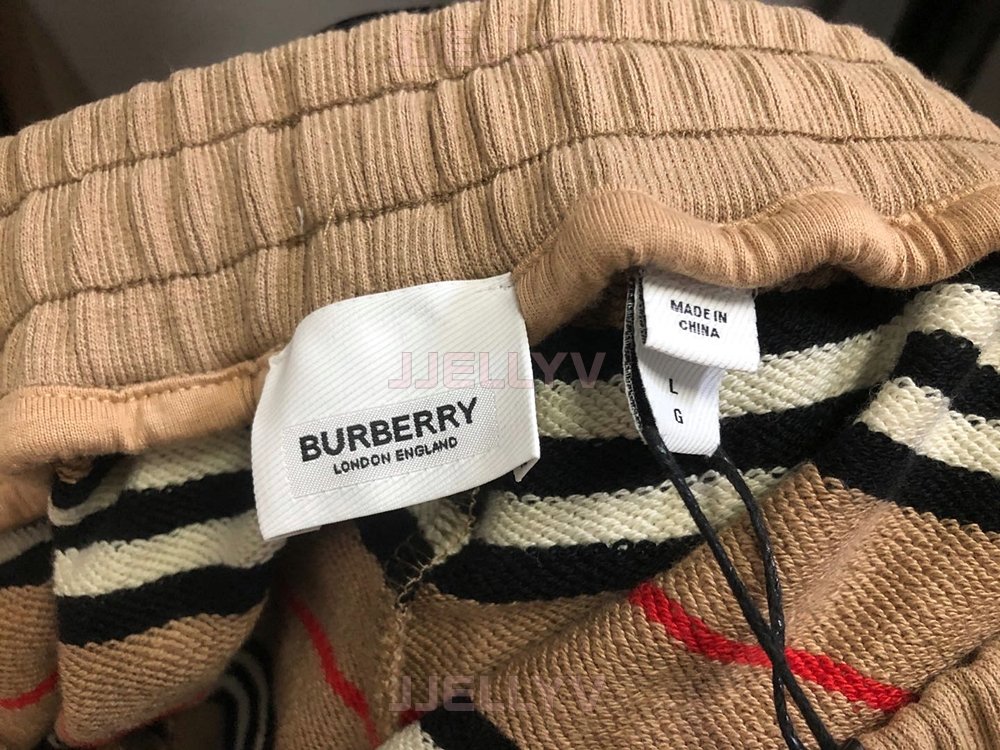 JJELLYV
MADE IN
CHINA
JJELLYV
L
G
BURBERRY
LONDON ENGLAND
JJELLYV